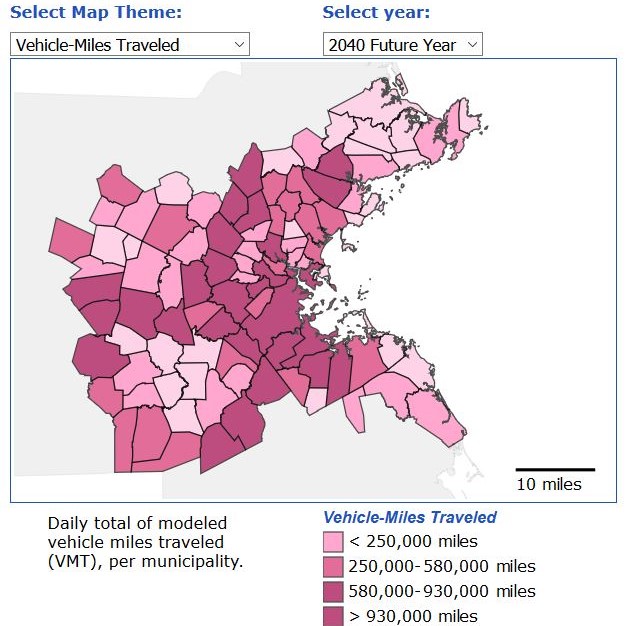 Select Map Theme:
Select year:
Vehicle-Miles Traveled
2040 Future Year
10 miles
Daily total of modeled
vehicle miles traveled
(VMT), per municipality.
Vehicle-Miles Traveled
< 250,000 miles
250,000-580,000 miles
580,000-930,000 miles
> 930,000 miles